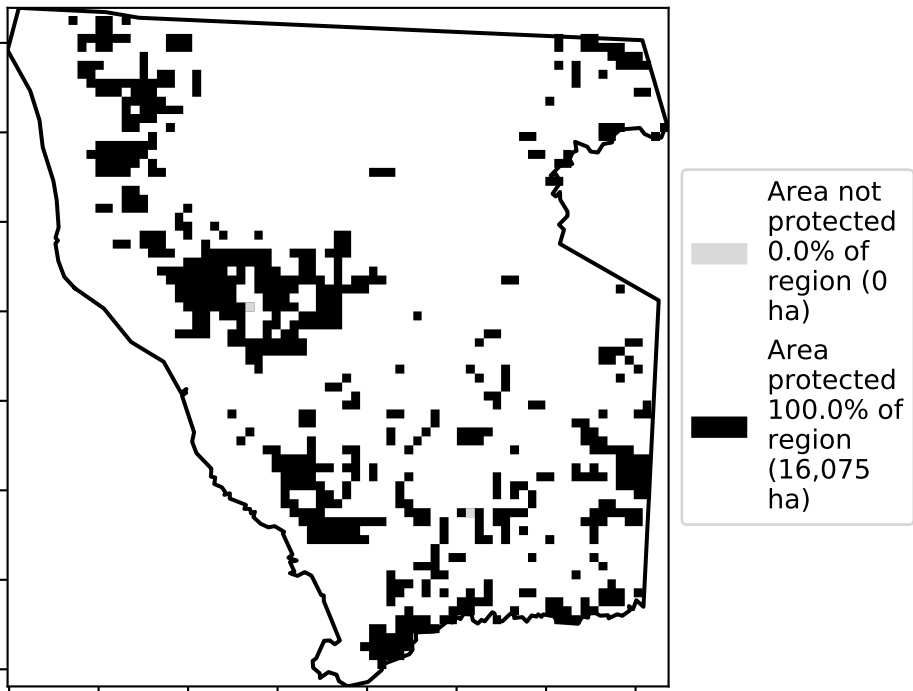 Area not
protected
0.0% of
region (0
ha)
Area
protected
100.0% of
region
(16,075
ha)